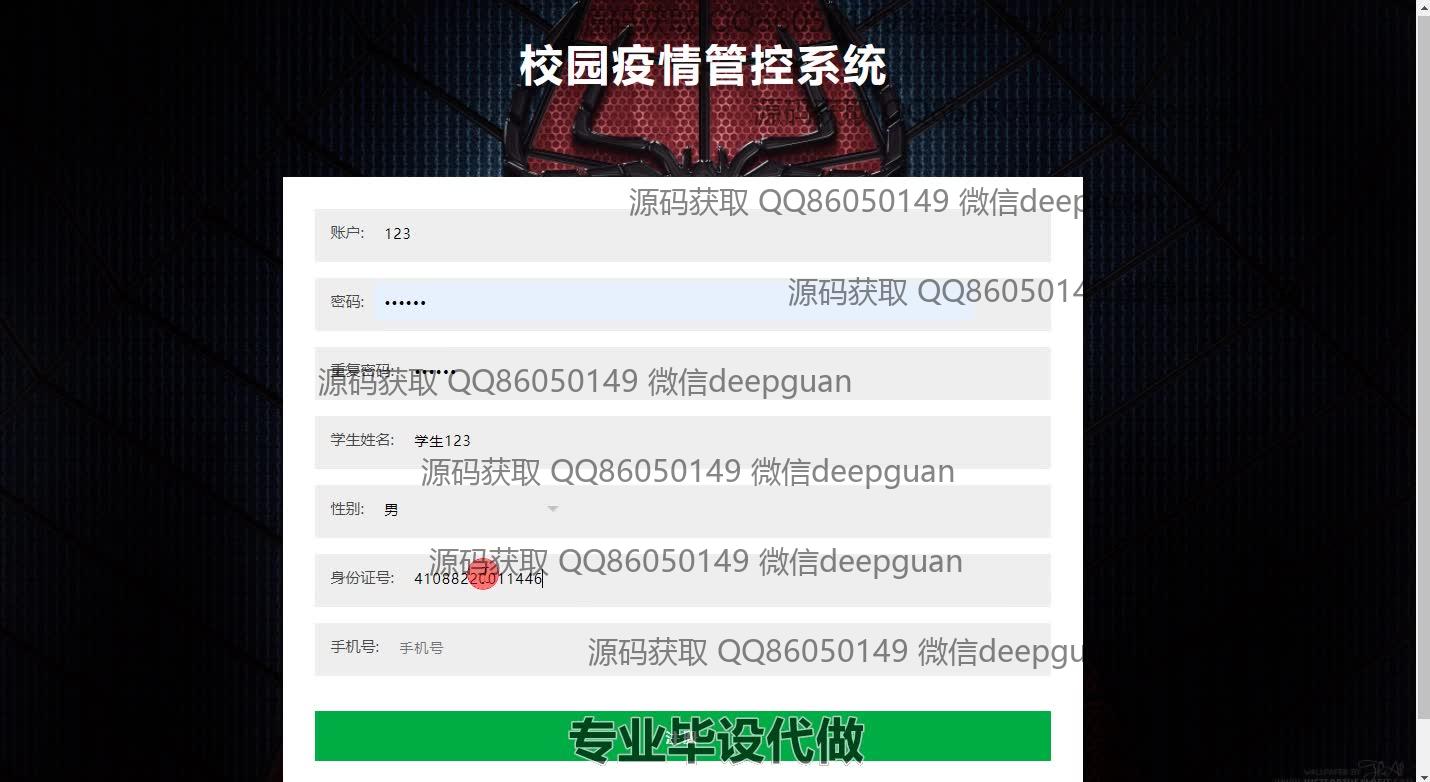 校园疫情管控系统
源码获取 QQ86050149 微信deep
账户: 123
源码获取 QQ8605014
密码: ••••••
重复密码: ••••••
源码获取 QQ86050149 微信deepguan
学生姓名: 学生123
源码获取 QQ86050149 微信deepguan
性别: 男
源码获取 QQ86050149 微信deepguan
身份证号:
手机号: 手机号
源码获取 QQ86050149 微信deepgu
专业毕设代做